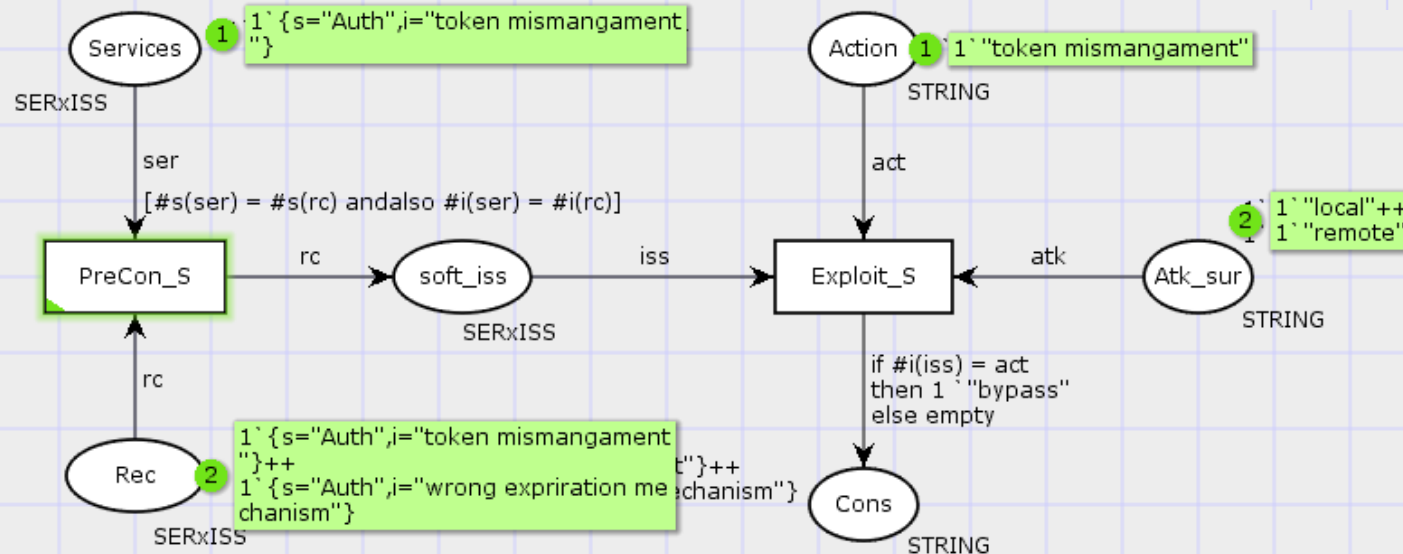 Services
1
1`{s="Auth",i="token mismangament
"}
SERxISS
Action
1
1`"token mismangament"
STRING
ser
act
[#s(ser) = #s(rc) andalso #i(ser) = #i(rc)]
2
1`"local"++
1`"remote"
PreCon_S
rc
soft_iss
SERxISS
iss
Exploit_S
atk
Atk_sur
STRING
rc
if #i(iss) = act
then 1 `"bypass"
else empty
Rec
2
1`{s="Auth",i="token mismangament
"}++
1`{s="Auth",i="wrong expriration me
chanism"}
t"}++
echanism"}
SERxISS
Cons
STRING